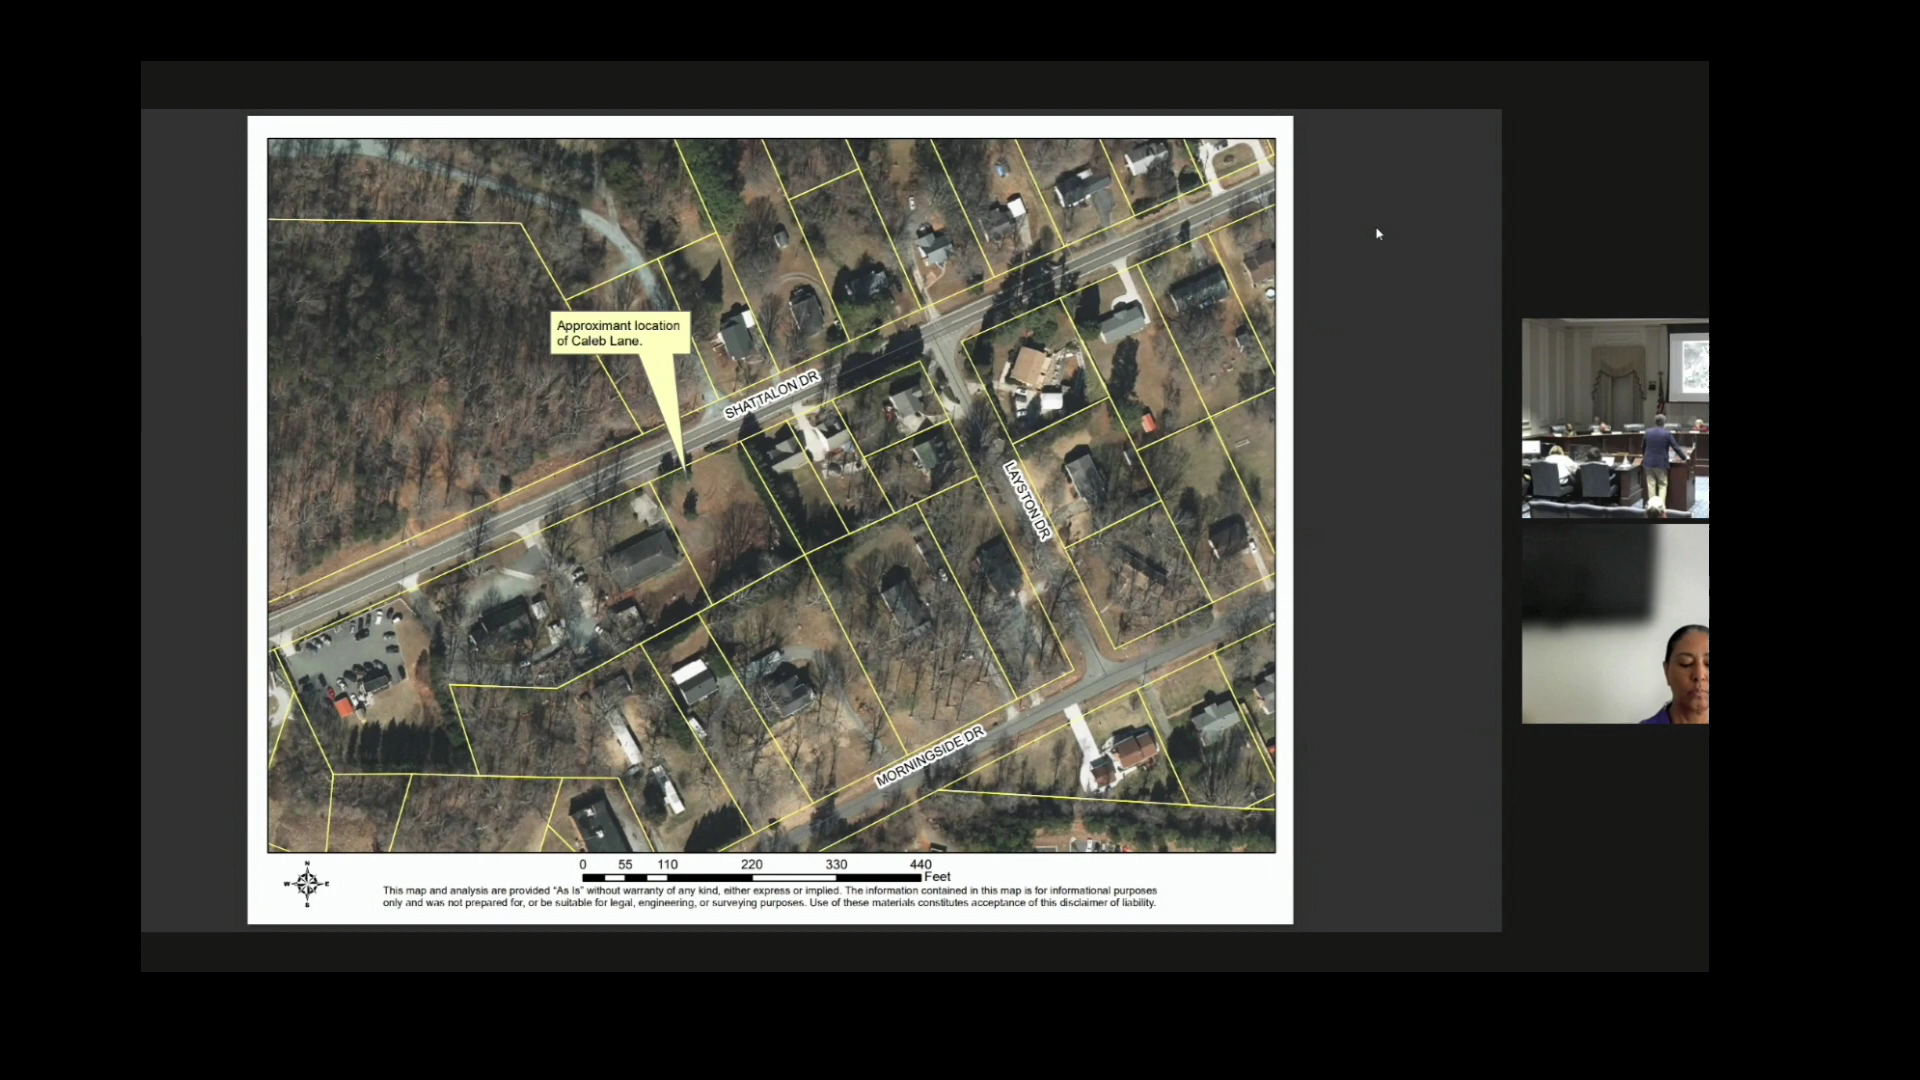 Approximant location
of Caleb Lane.
SHATTALON DR
LAYSTON DR
MORNINGSIDE DR
N
W E
S
0 55 110 220 330 440
Feet
This map and analysis are provided "As Is" without warranty of any kind, either express or implied. The information contained in this map is for informational purposes
only and was not prepared for, or be suitable for legal, engineering, or surveying purposes. Use of these materials constitutes acceptance of this disclaimer of liability.